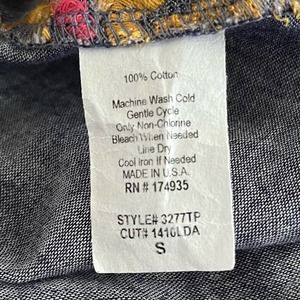 100% Cotton
Machine Wash Cold
Gentle Cycle
Only Non-Chlorine
Bleach When Needed
Line Dry
Cool Iron If Needed
MADE IN U.S.A.
RN # 174935
STYLE# 3277TP
CUT# 1410LDA
S